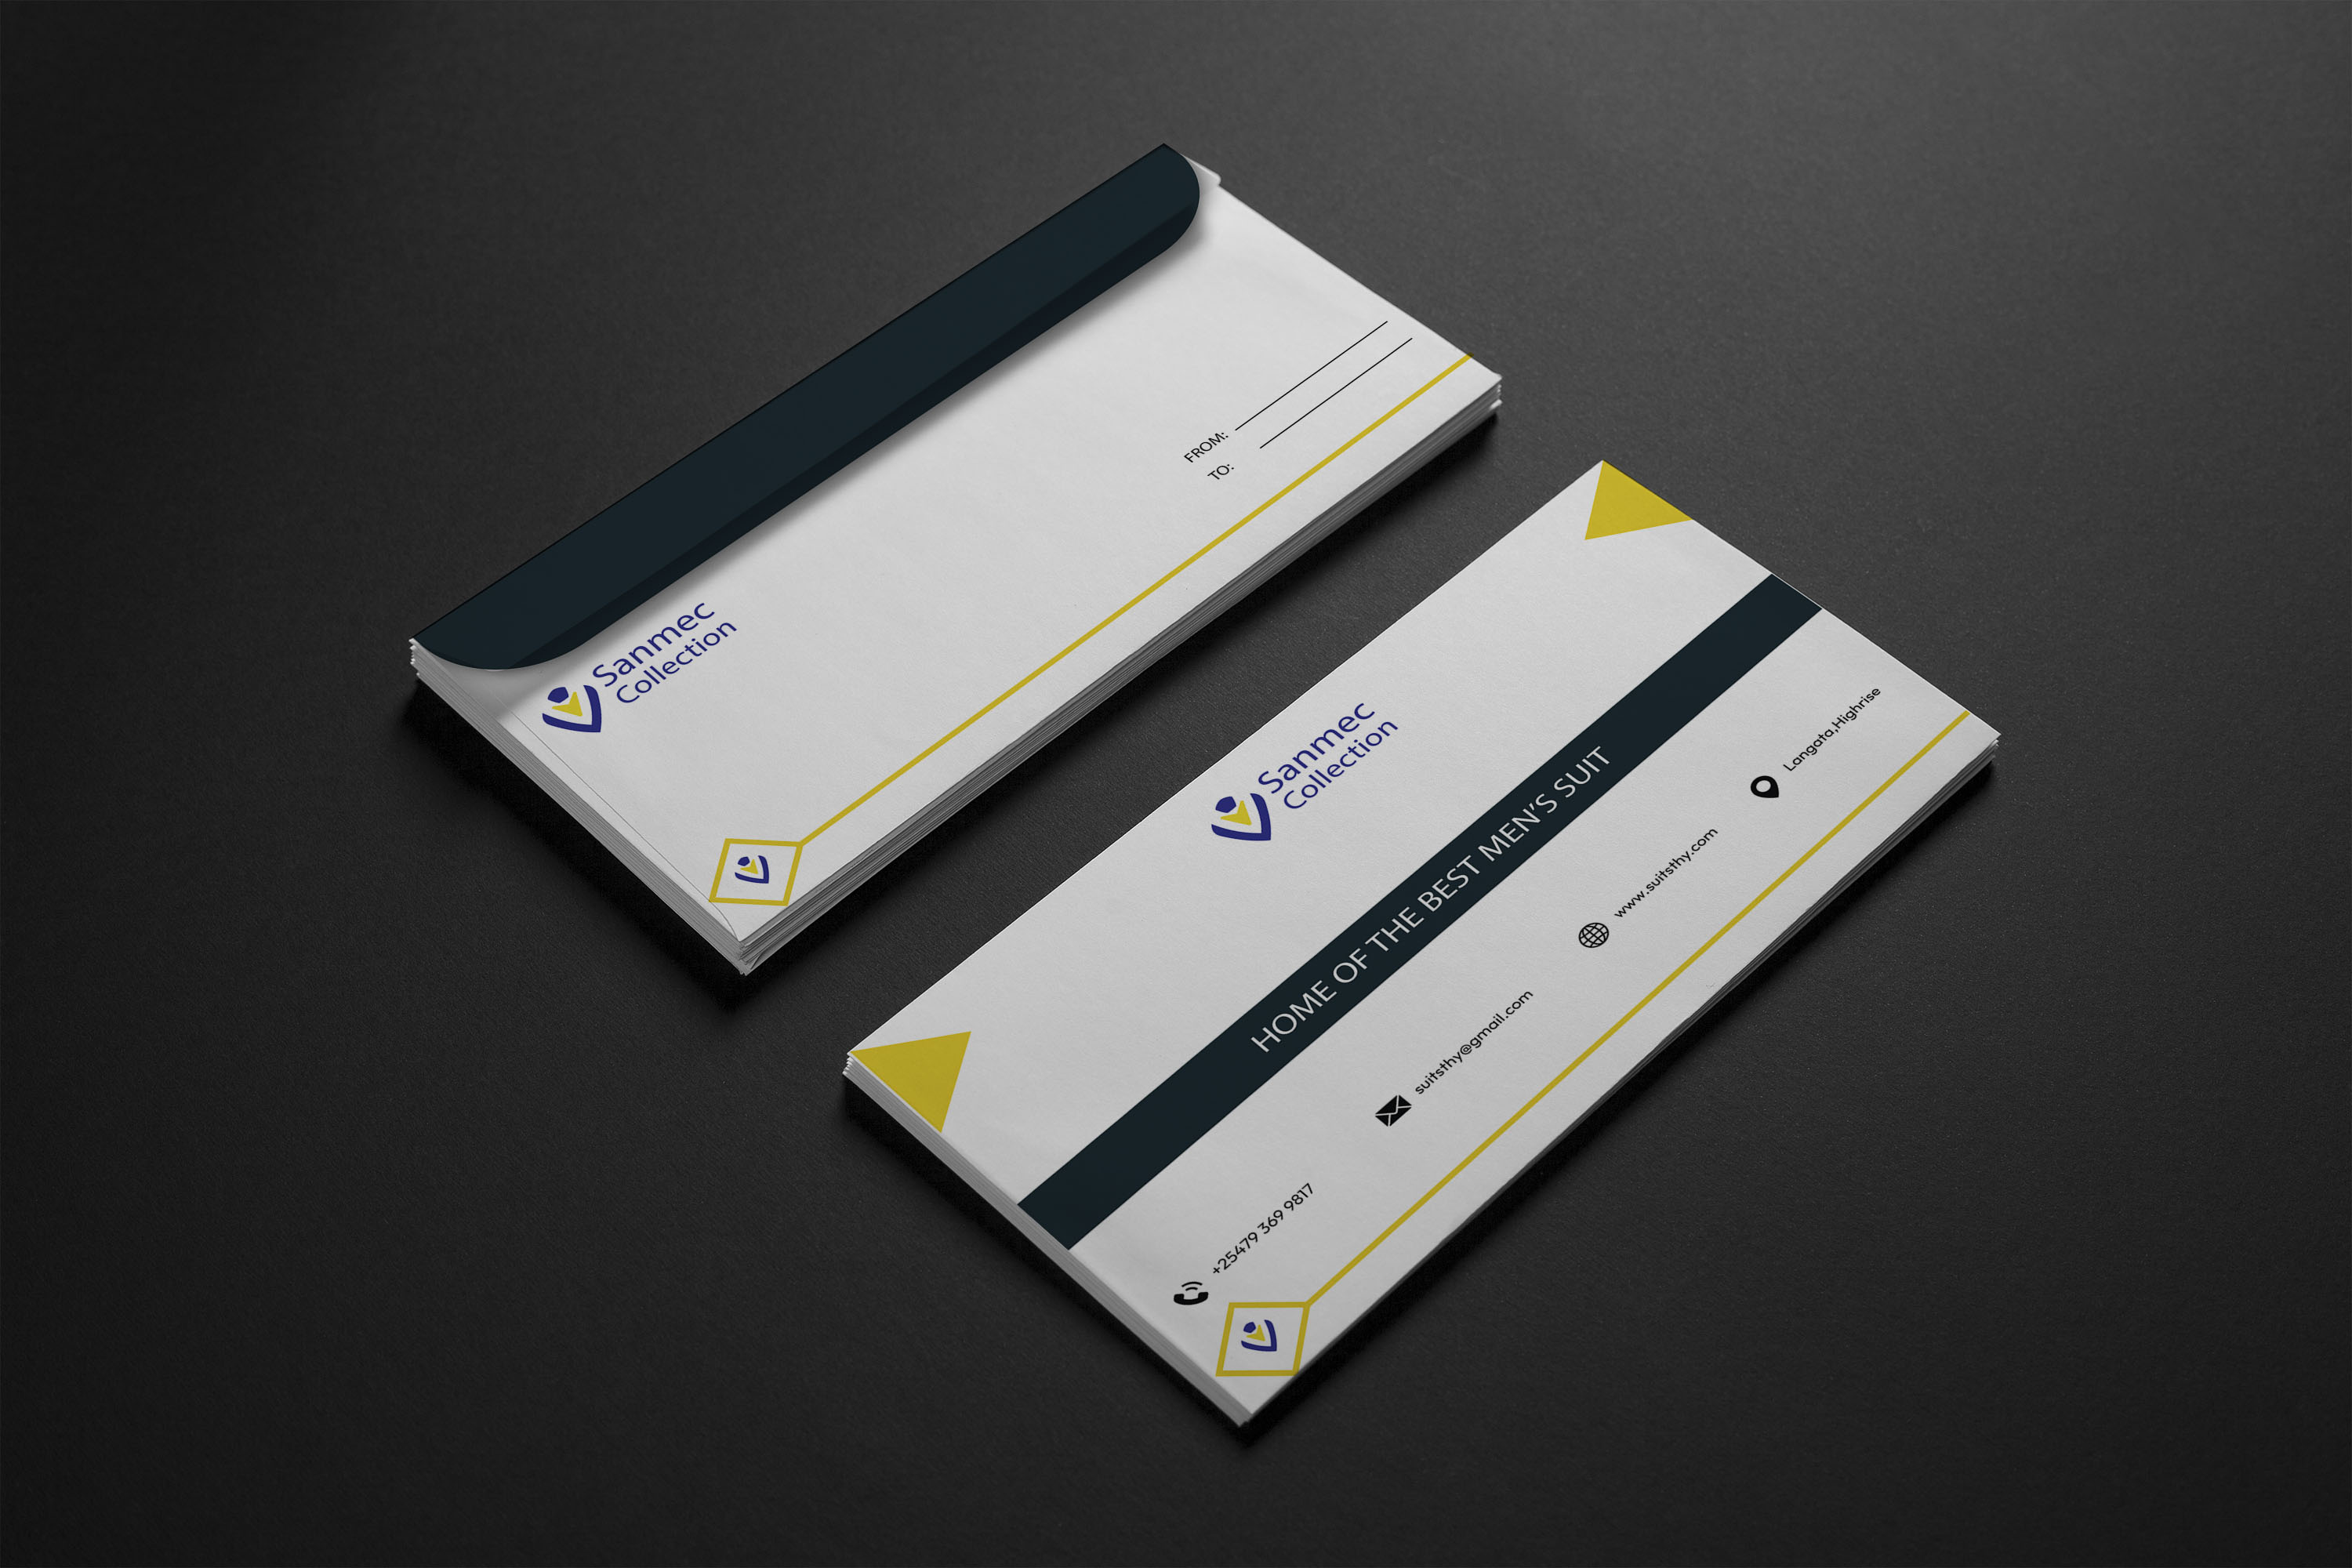 Sanmec
Collection
FROM:
TO:
Sanmec
Collection
HOME OF THE BEST MEN'S SUIT
+25479 369 9817
suitsthy@gmail.com
www.suitsthy.com
Langata,Highrise